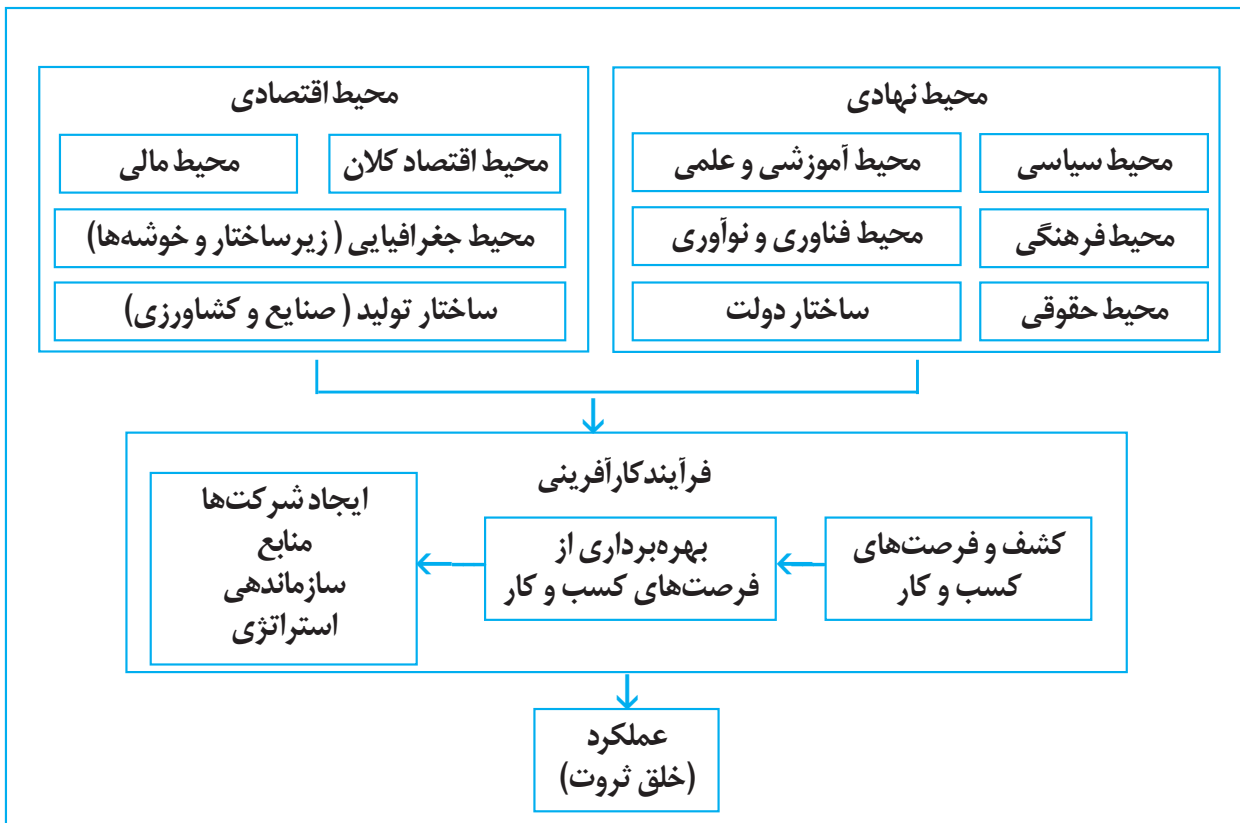 محیط نهادی
محیط سیاسی
محیط آموزشی و علمی
محیط فرهنگی
محیط فناوری و نوآوری
محیط حقوقی
ساختار دولت
محیط اقتصادی
محیط اقتصاد کلان
محیط مالی
محیط جغرافیایی (زیرساختار و خوشه‌ها)
ساختار تولید (صنایع و کشاورزی)
فرآیند کارآفرینی
کشف و فرصت‌های
کسب و کار
بهره‌برداری از
فرصت‌های کسب و کار
ایجاد شرکت‌ها
منابع
سازماندهی
استراتژی
عملکرد
(خلق ثروت)